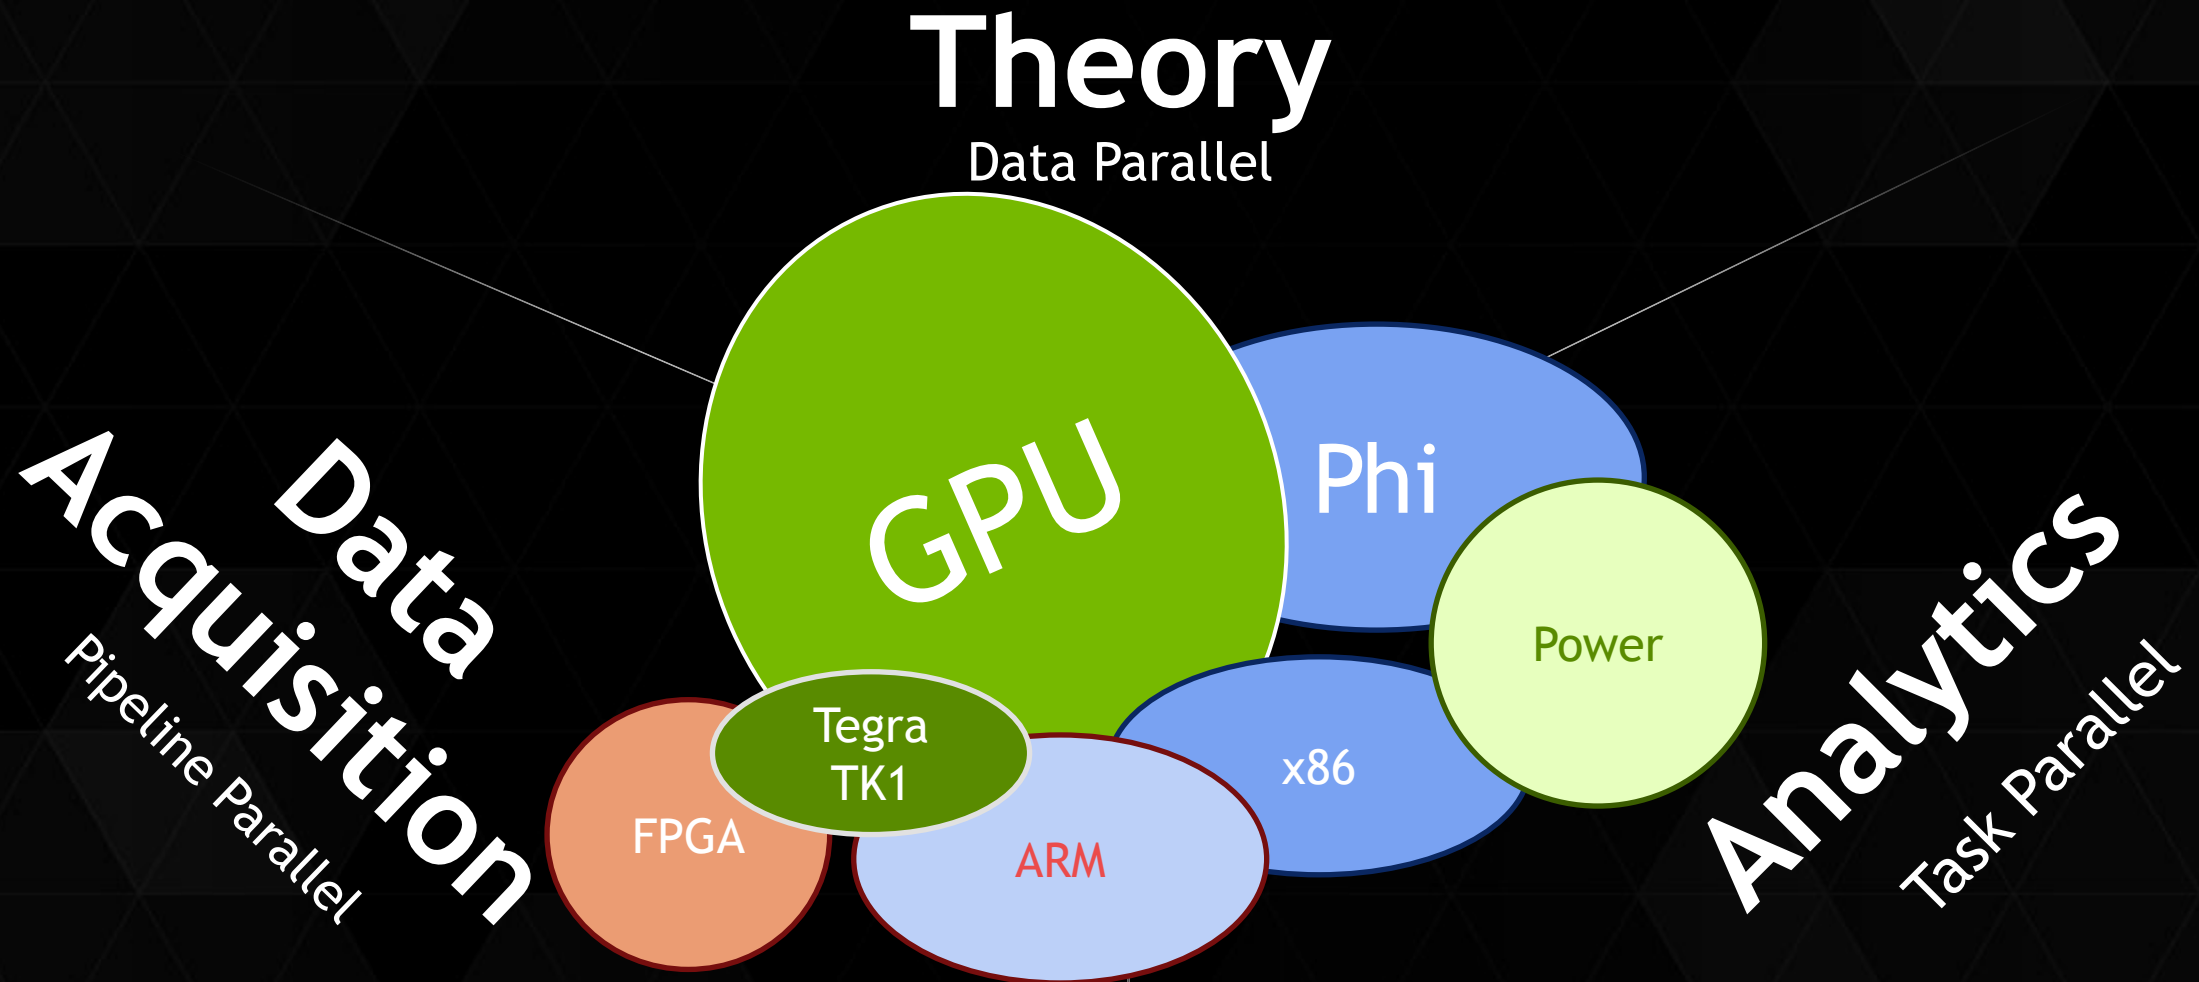 Theory
Data Parallel
Data
Acquisition
Pipeline Parallel
GPU
Phi
Power
Analytics
Task Parallel
Tegra
TK1
x86
FPGA
ARM